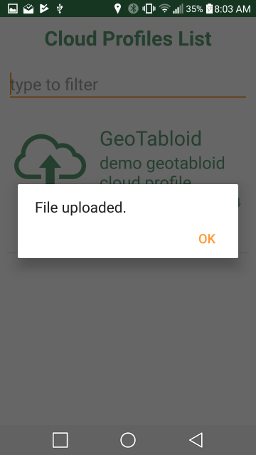 35% 8:03 AM
Cloud Profiles List
type to filter
GeoTabloid
demo geotabloid
cloud profile
File uploaded.
OK